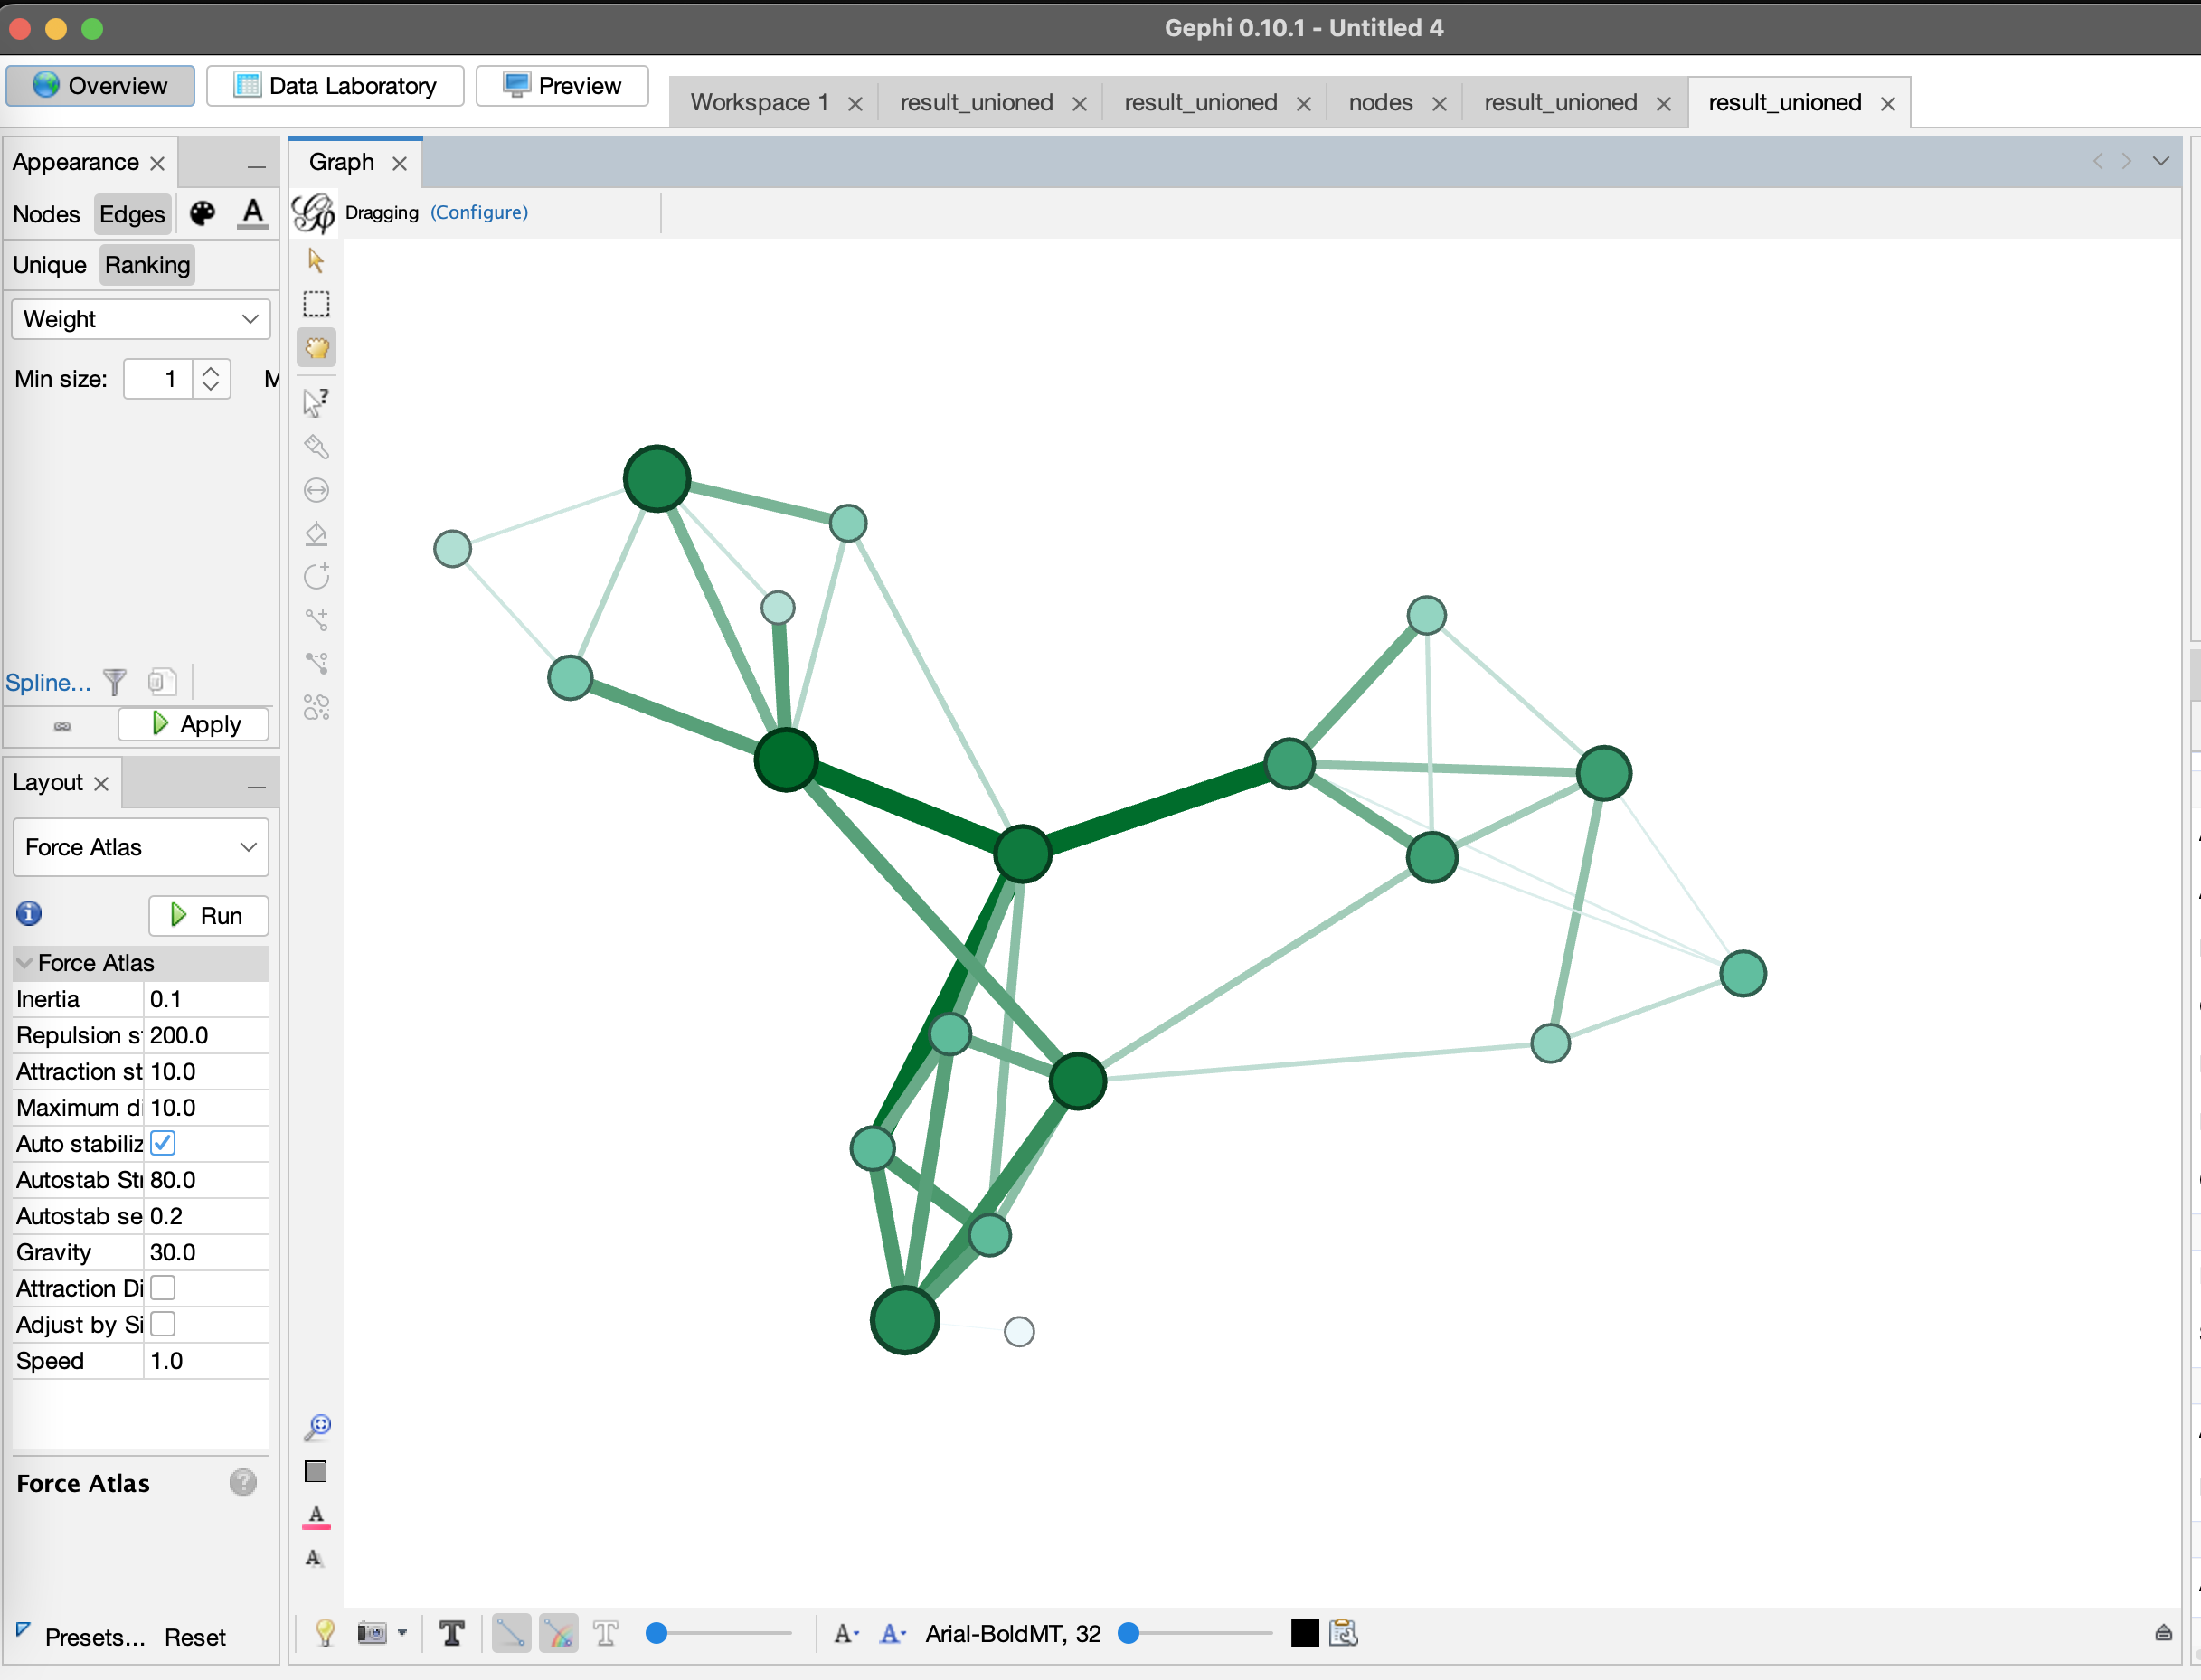 Gephi 0.10.1 - Untitled 4
Overview
Data Laboratory
Preview
Workspace 1
result_unioned
result_unioned
nodes
result_unioned
result_unioned
Appearance
Nodes Edges A
Unique Ranking
Weight
Min size: 1
Spline...
Apply
Layout
Force Atlas
Run
Force Atlas
Inertia 0.1
Repulsion 200.0
Attraction st 10.0
Maximum di 10.0
Auto stabiliz
Autostab Str 80.0
Autostab se 0.2
Gravity 30.0
Attraction Di
Adjust by Si
Speed 1.0
Force Atlas
Presets... Reset
Graph
Dragging (Configure)
A
A
T T A- A- Arial-BoldMT, 32